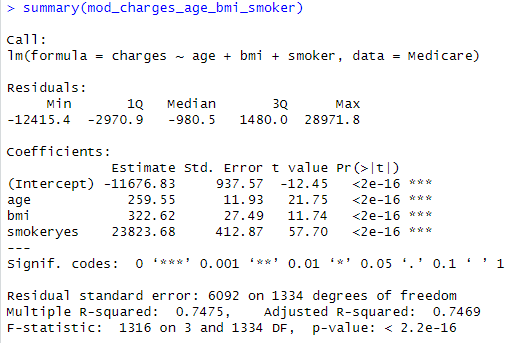 > summary(mod_charges_age_bmi_smoker)
Call:
lm(formula = charges ~ age + bmi + smoker, data = Medicare)
Residuals:
Min 1Q Median 3Q Max
-12415.4 -2970.9 -980.5 1480.0 28971.8
Coefficients:
Estimate Std. Error t value Pr(>|t|)
(Intercept) -11676.83 937.57 -12.45 <2e-16 ***
age 259.55 11.93 21.75 <2e-16 ***
bmi 322.62 27.49 11.74 <2e-16 ***
smokeryes 23823.68 412.87 57.70 <2e-16 ***
---
Signif. codes: 0 ‘***’ 0.001 ‘**’ 0.01 ‘*’ 0.05 ‘.’ 0.1 ‘ ’ 1
Residual standard error: 6092 on 1334 degrees of freedom
Multiple R-squared: 0.7475, Adjusted R-squared: 0.7469
F-statistic: 1316 on 3 and 1334 DF, p-value: < 2.2e-16